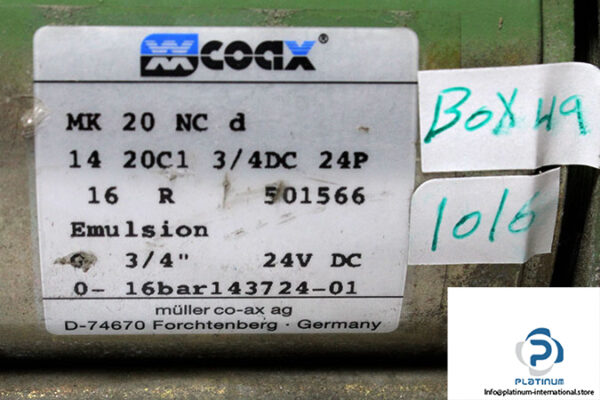 coax®
MK 20 NC d
14 20C1 3/4DC 24P
16 R 501566
Emulsion
G 3/4" 24V DC
0- 16bar143724-01
müller co-ax ag
D-74670 Forchtenberg · Germany
BOX 49
1016
PLATINUM
Info@platinum-international.store